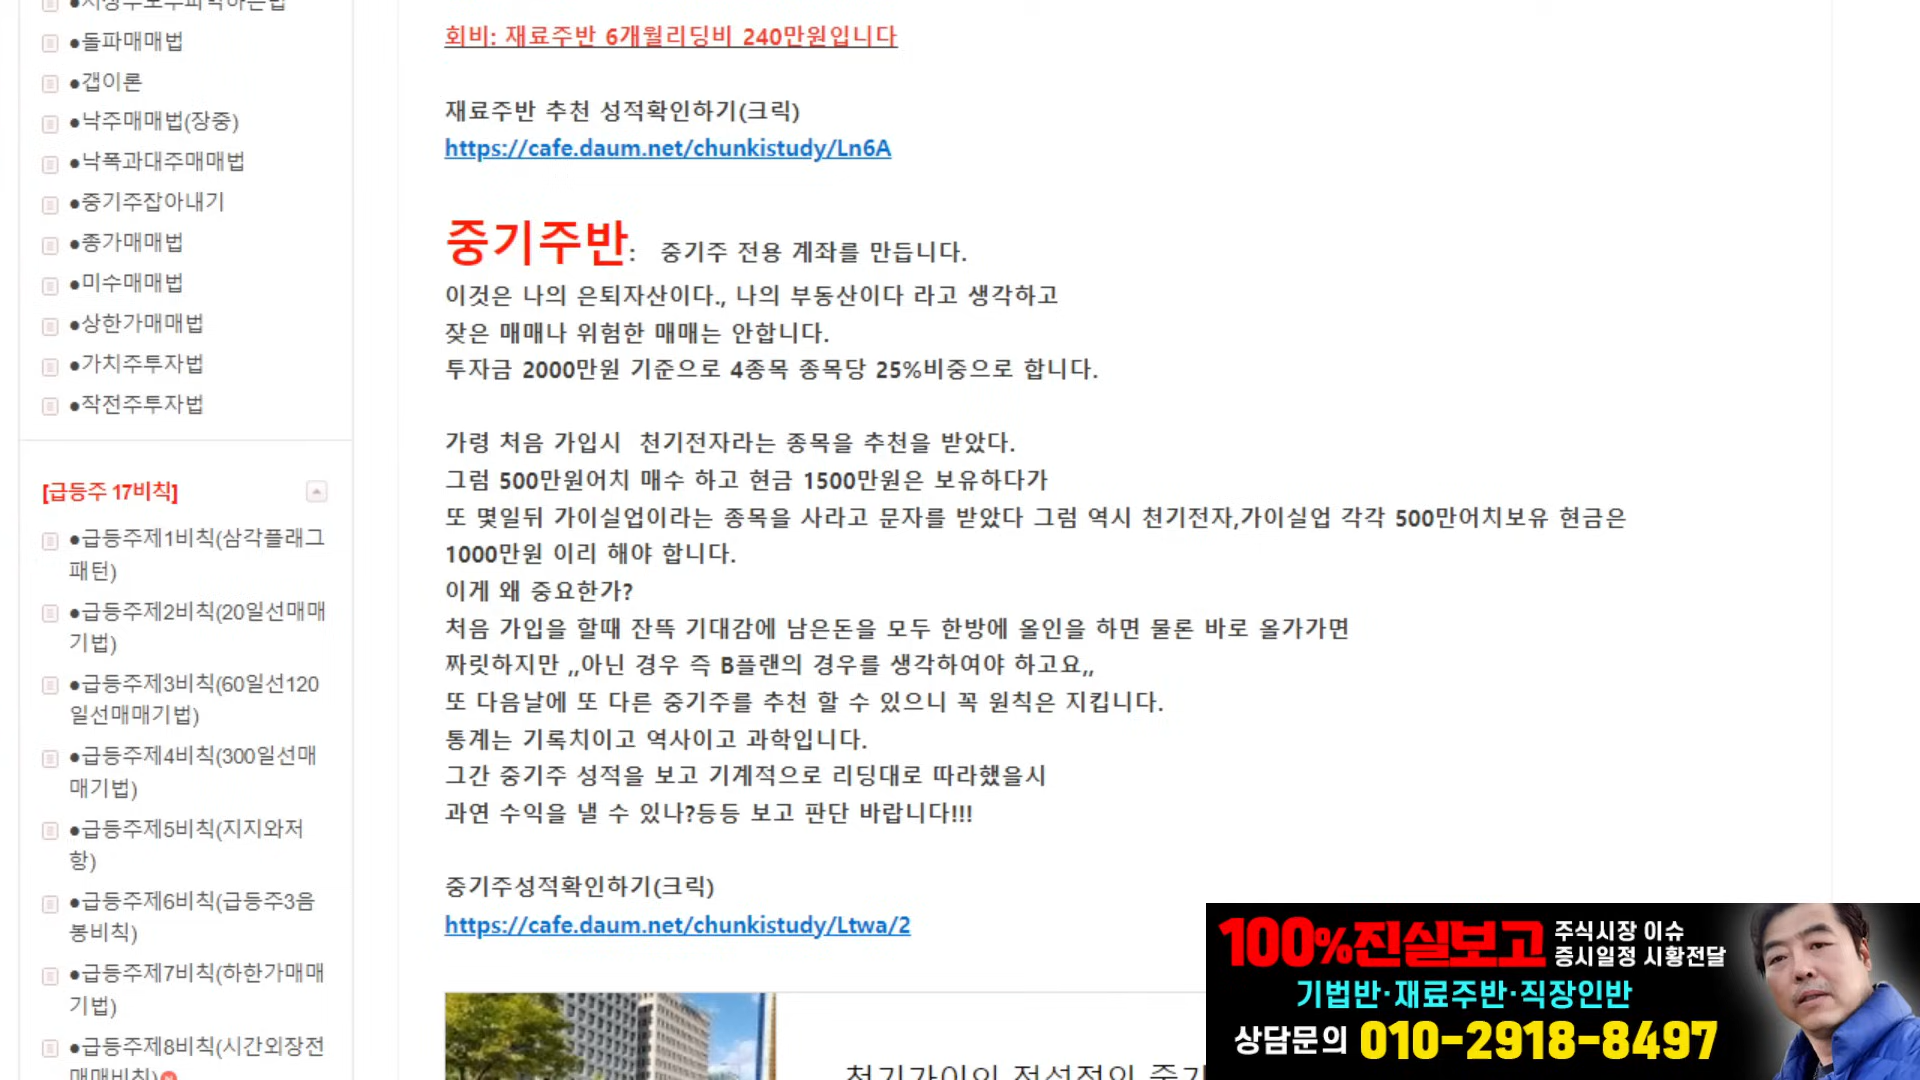 ●돌파매매법
●갭이론
●낙주매매법(장중)
●낙폭과대주매매법
●중기주잡아내기
●종가매매법
●미수매매법
●상한가매매법
●가치주투자법
●작전주투자법
[급등주 17비칙]
●급등주제1비칙(삼각플래그
패턴)
●급등주제2비칙(20일선매매
기법)
●급등주제3비칙(60일선120
일선매매기법)
●급등주제4비칙(300일선매
매기법)
●급등주제5비칙(지지와저
항)
●급등주제6비칙(급등주3음
봉비칙)
●급등주제7비칙(하한가매매
기법)
●급등주제8비칙(시간외장전
매매비칙)
회비: 재료주반 6개월리딩비 240만원입니다
재료주반 추천 성적확인하기(크릭)
https://cafe.daum.net/chunkistudy/Ln6A
중기주반: 중기주 전용 계좌를 만듭니다.
이것은 나의 은퇴자산이다., 나의 부동산이다 라고 생각하고
잦은 매매나 위험한 매매는 안합니다.
투자금 2000만원 기준으로 4종목 종목당 25%비중으로 합니다.
가령 처음 가입시 천기전자라는 종목을 추천을 받았다.
그럼 500만원어치 매수 하고 현금 1500만원은 보유하다가
또 몇일뒤 가이실업이라는 종목을 사라고 문자를 받았다 그럼 역시 천기전자,가이실업 각각 500만어치보유 현금은
1000만원 이리 해야 합니다.
이게 왜 중요한가?
처음 가입을 할때 잔뜩 기대감에 남은돈을 모두 한방에 올인을 하면 물론 바로 올가가면
짜릿하지만 ,,아닌 경우 즉 B플랜의 경우를 생각하여야 하고요,,
또 다음날에 또 다른 중기주를 추천 할 수 있으니 꼭 원칙은 지킵니다.
통계는 기록치이고 역사이고 과학입니다.
그간 중기주 성적을 보고 기계적으로 리딩대로 따라했을시
과연 수익을 낼 수 있나?등등 보고 판단 바랍니다!!!
중기주성적확인하기(크릭)
https://cafe.daum.net/chunkistudy/Ltwa/2
100%진실보고 주식시장 이슈
증시일정 시황전달
기법반·재료주반·직장인반
상담문의 010-2918-8497